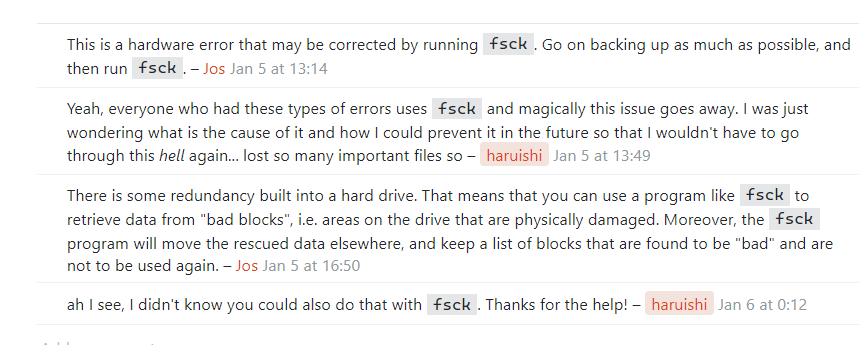 This is a hardware error that may be corrected by running fsck. Go on backing up as much as possible, and
then run fsck. – Jos Jan 5 at 13:14
Yeah, everyone who had these types of errors uses fsck and magically this issue goes away. I was just
wondering what is the cause of it and how I could prevent it in the future so that I wouldn't have to go
through this hell again... lost so many important files so – haruishi Jan 5 at 13:49
There is some redundancy built into a hard drive. That means that you can use a program like fsck to
retrieve data from "bad blocks", i.e. areas on the drive that are physically damaged. Moreover, the fsck
program will move the rescued data elsewhere, and keep a list of blocks that are found to be "bad" and are
not to be used again. – Jos Jan 5 at 16:50
ah I see, I didn't know you could also do that with fsck. Thanks for the help! – haruishi Jan 6 at 0:12